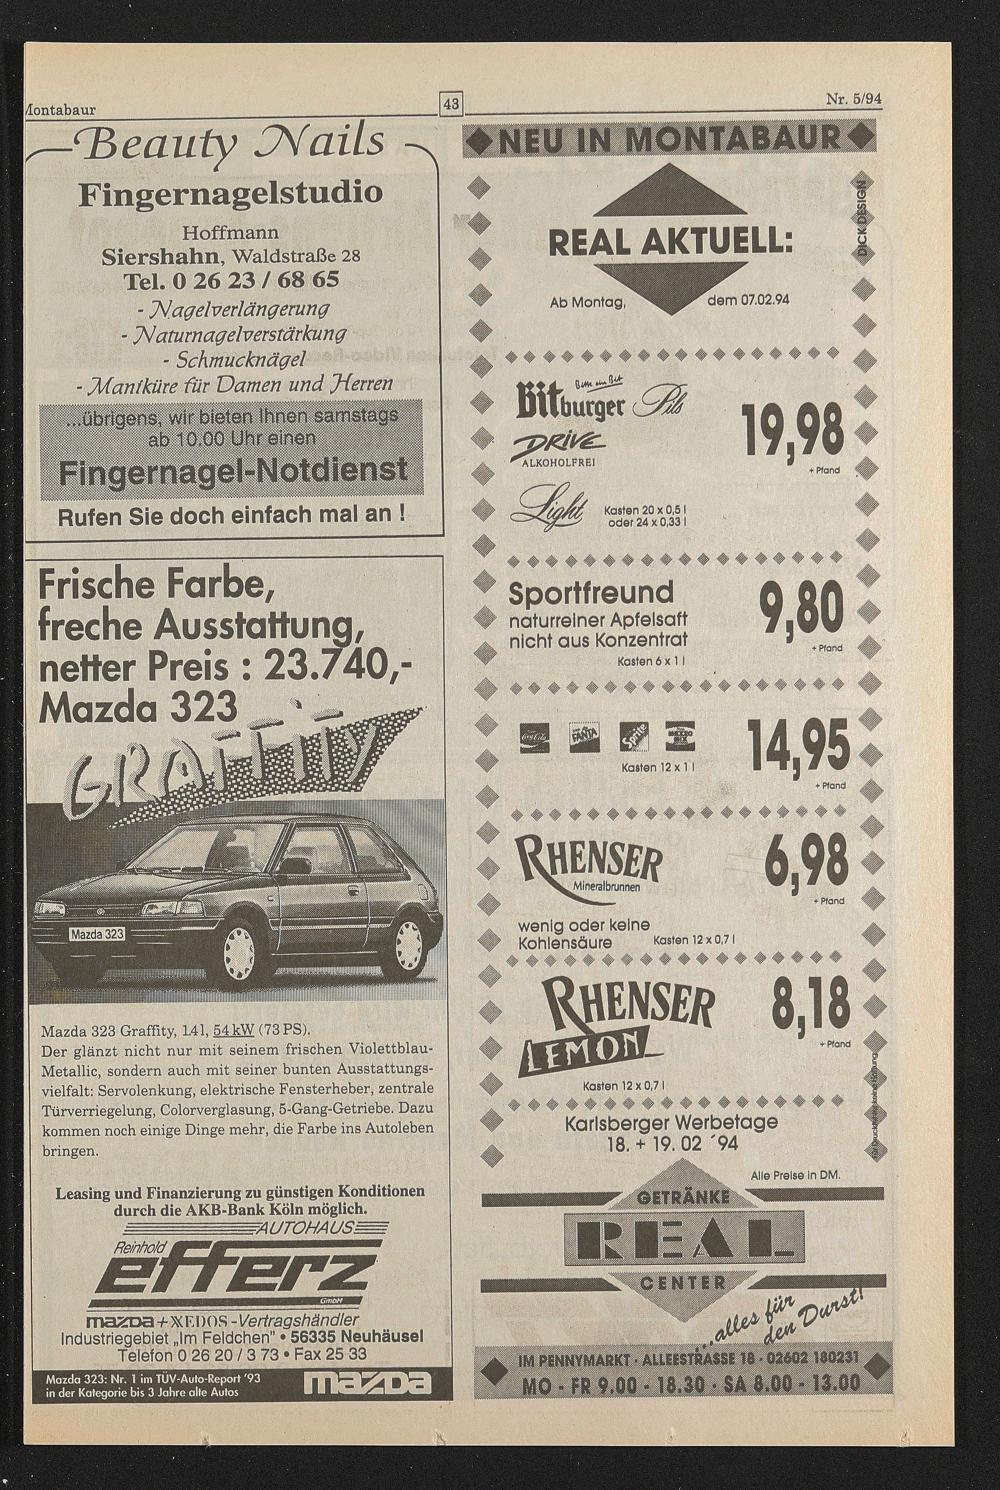 Montabaur
43
Nr. 5/94
Beauty Nails
Fingernagelstudio
Hoffmann
Siershahn, Waldstraße 28
Tel. 0 26 23 / 68 65
- Nagelverlängerung
- Naturnagelverstärkung
- Schmucknägel
- Maniküre für Damen und Herren
...übrigens, wir bieten Ihnen samstags
ab 10.00 Uhr einen
Fingernagel-Notdienst
Rufen Sie doch einfach mal an !
Frische Farbe,
freche Ausstattung,
netter Preis : 23.740,-
Mazda 323
GRAFFITY
Mazda 323
Mazda 323 Graffity, 1.4l, 54 kW (73 PS).
Der glänzt nicht nur mit seinem frischen Violettblau-
Metallic, sondern auch mit seiner bunten Ausstattungs-
vielfalt: Servolenkung, elektrische Fensterheber, zentrale
Türverriegelung, Colorverglasung, 5-Gang-Getriebe. Dazu
kommen noch einige Dinge mehr, die Farbe ins Autoleben
bringen.
Leasing und Finanzierung zu günstigen Konditionen
durch die AKB-Bank Köln möglich.
AUTOHAUS
Reinhold
efferz
GmbH
mazda + XEDOS - Vertragshändler
Industriegebiet „Im Feldchen" • 56335 Neuhäusel
Telefon 0 26 20 / 3 73 • Fax 25 33
Mazda 323: Nr. 1 im TÜV-Auto-Report '93
in der Kategorie bis 3 Jahre alte Autos
mazda
NEU IN MONTABAUR
DICK DESIGN
REAL AKTUELL:
Ab Montag, dem 07.02.94
Bitte ein Bit
Bitburger Pils
DRIVE
ALKOHOLFREI
19,98
+ Pfand
Light
Kasten 20 x 0,5 l
oder 24 x 0,33 l
Sportfreund
naturreiner Apfelsaft
nicht aus Konzentrat
Kasten 6 x 1 l
9,80
+ Pfand
Coca-Cola
FANTA
Sprite
MEZZO MIX
Kasten 12 x 1 l
14,95
+ Pfand
RHENSER
Mineralbrunnen
6,98
+ Pfand
wenig oder keine
Kohlensäure Kasten 12 x 0,7 l
RHENSER
LEMON
8,18
+ Pfand
Kasten 12 x 0,7 l
für Druckfehler keine Haftung
Karlsberger Werbetage
18. + 19. 02 ´94
Alle Preise in DM.
GETRÄNKE
REAL
CENTER
...alles für
den Durst!
IM PENNYMARKT · ALLEESTRASSE 18 · 02602 180231
MO - FR 9.00 - 18.30 · SA 8.00 - 13.00